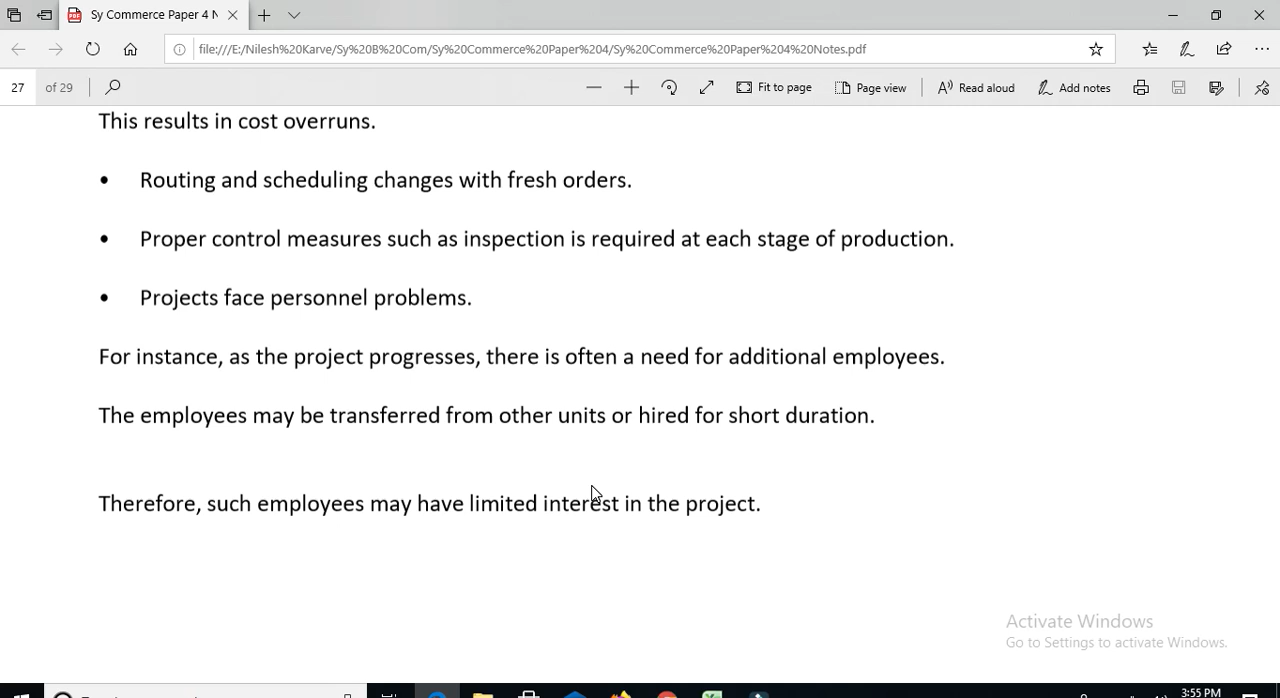 Sy Commerce Paper 4 N
file:///E:/Nilesh%20Karve/Sy%20B%20Com/Sy%20Commerce%20Paper%204/Sy%20Commerce%20Paper%204%20Notes.pdf
27 of 29 Fit to page Page view Read aloud Add notes
This results in cost overruns.
• Routing and scheduling changes with fresh orders.
• Proper control measures such as inspection is required at each stage of production.
• Projects face personnel problems.
For instance, as the project progresses, there is often a need for additional employees.
The employees may be transferred from other units or hired for short duration.
Therefore, such employees may have limited interest in the project.
Activate Windows
Go to Settings to activate Windows.
3:55 PM